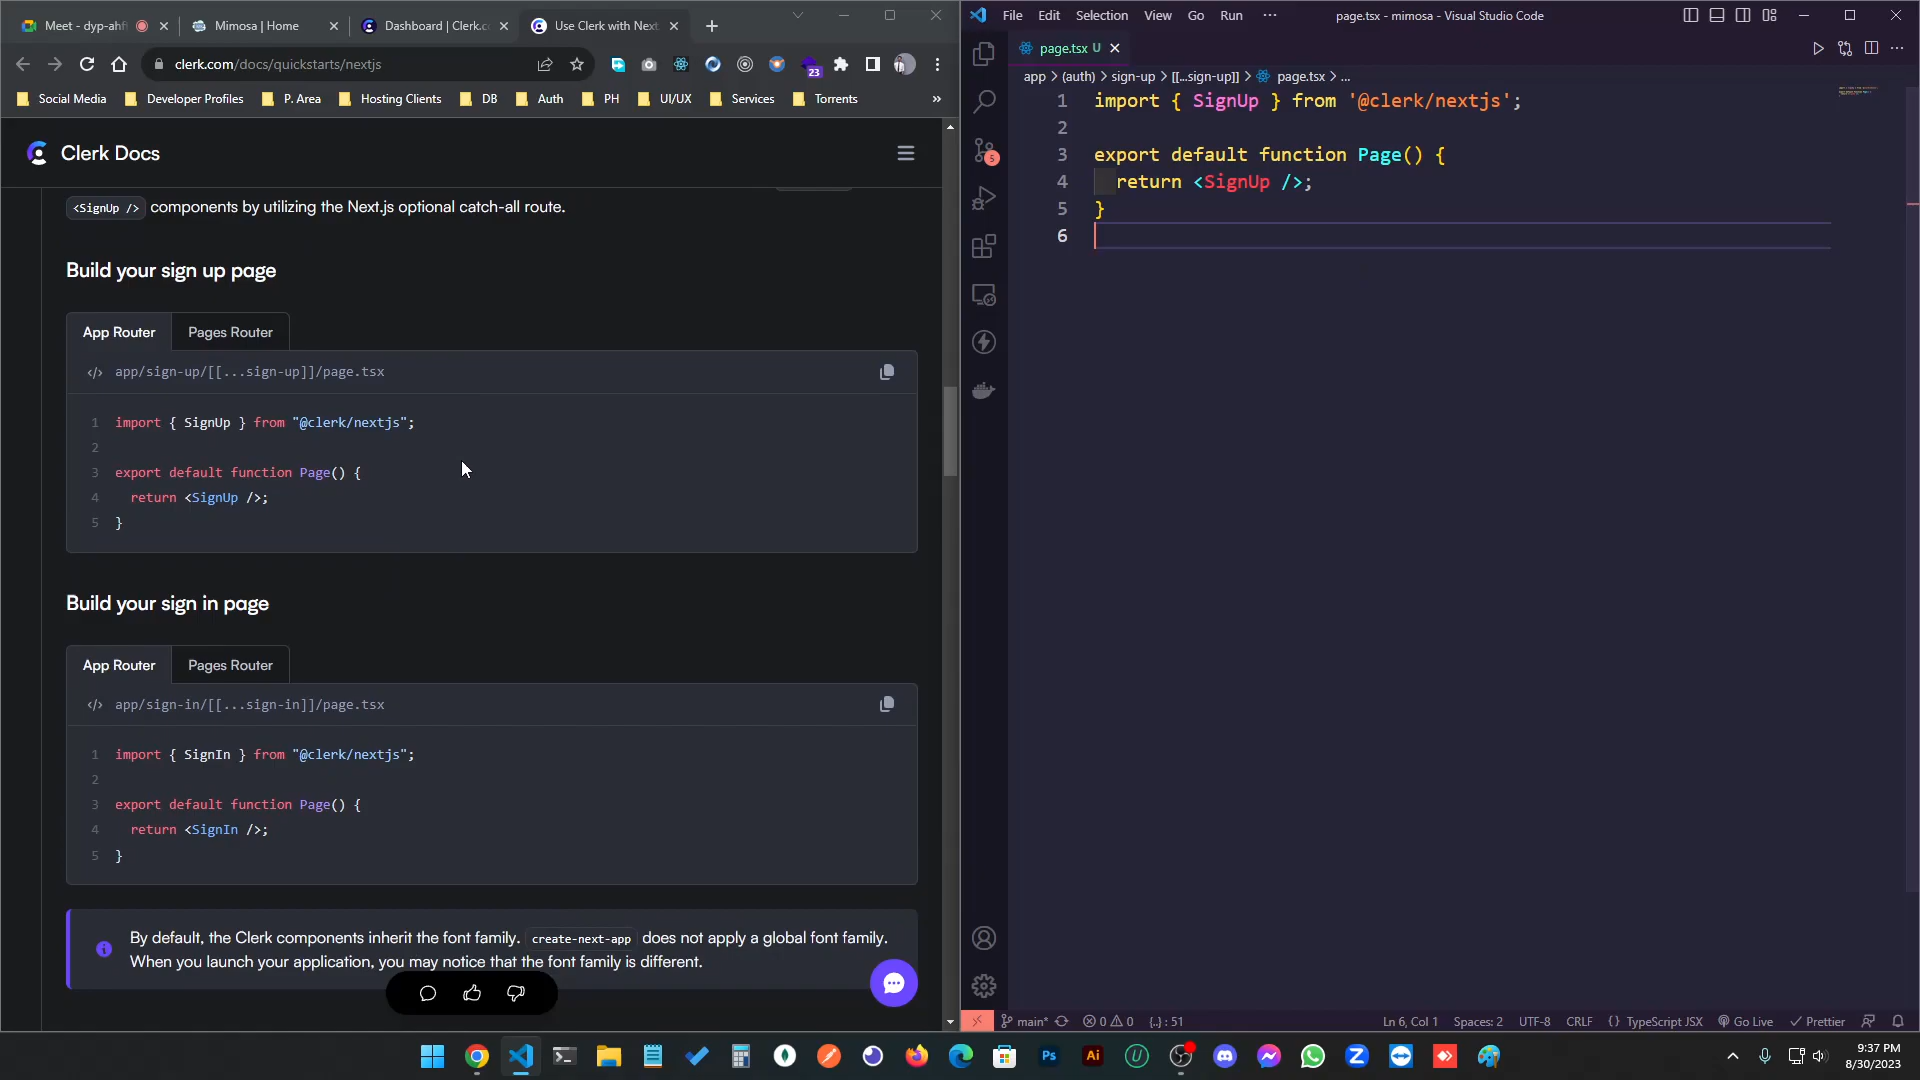 Meet - dyp-ahf
Mimosa | Home
Dashboard | Clerk.co
Use Clerk with Next
clerk.com/docs/quickstarts/nextjs
23
Social Media
Developer Profiles
P. Area
Hosting Clients
DB
Auth
PH
UI/UX
Services
Torrents
»
Clerk Docs
<SignUp /> components by utilizing the Next.js optional catch-all route.
Build your sign up page
App Router
Pages Router
</> app/sign-up/[[...sign-up]]/page.tsx
1 import { SignUp } from "@clerk/nextjs";
2
3 export default function Page() {
4 return <SignUp />;
5 }
Build your sign in page
App Router
Pages Router
</> app/sign-in/[[...sign-in]]/page.tsx
1 import { SignIn } from "@clerk/nextjs";
2
3 export default function Page() {
4 return <SignIn />;
5 }
By default, the Clerk components inherit the font family. create-next-app does not apply a global font family.
When you launch your application, you may notice that the font family is different.
File Edit Selection View Go Run ···
page.tsx - mimosa - Visual Studio Code
page.tsx U
app > (auth) > sign-up > [[...sign-up]] > page.tsx > ...
1 import { SignUp } from '@clerk/nextjs';
2
3 export default function Page() {
4 return <SignUp />;
5 }
6
5
main*
0 0
{..} : 51
Ln 6, Col 1
Spaces: 2
UTF-8
CRLF
{ } TypeScript JSX
Go Live
Prettier
Ps
Ai
9:37 PM
8/30/2023